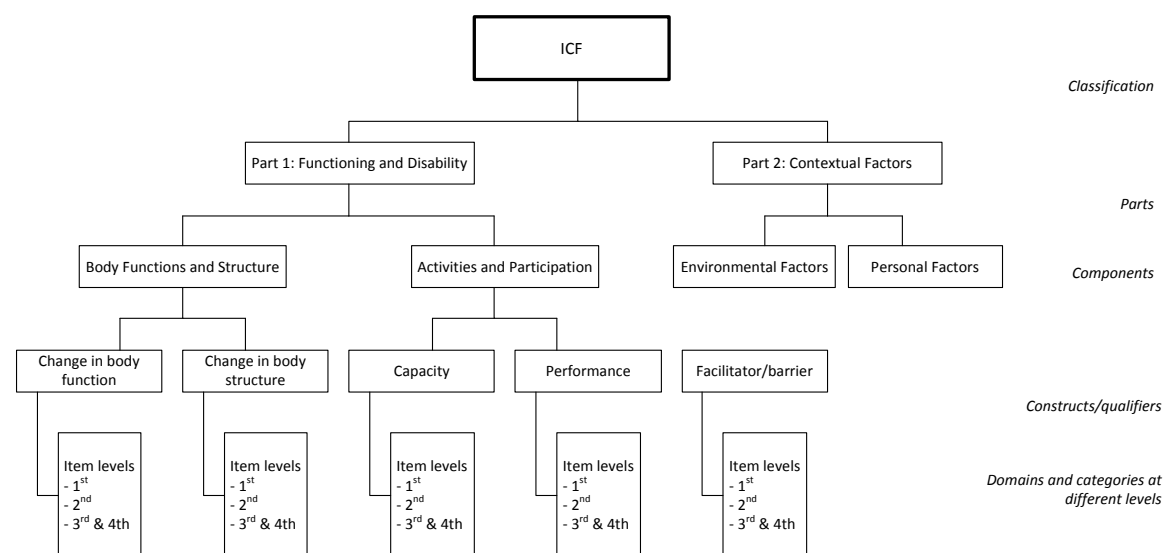 ICF
Classification
Part 1: Functioning and Disability
Part 2: Contextual Factors
Parts
Body Functions and Structure
Activities and Participation
Environmental Factors
Personal Factors
Components
Change in body
function
Change in body
structure
Capacity
Performance
Facilitator/barrier
Constructs/qualifiers
Item levels
- 1st
- 2nd
- 3rd & 4th
Item levels
- 1st
- 2nd
- 3rd & 4th
Item levels
- 1st
- 2nd
- 3rd & 4th
Item levels
- 1st
- 2nd
- 3rd & 4th
Item levels
- 1st
- 2nd
- 3rd & 4th
Domains and categories at
different levels